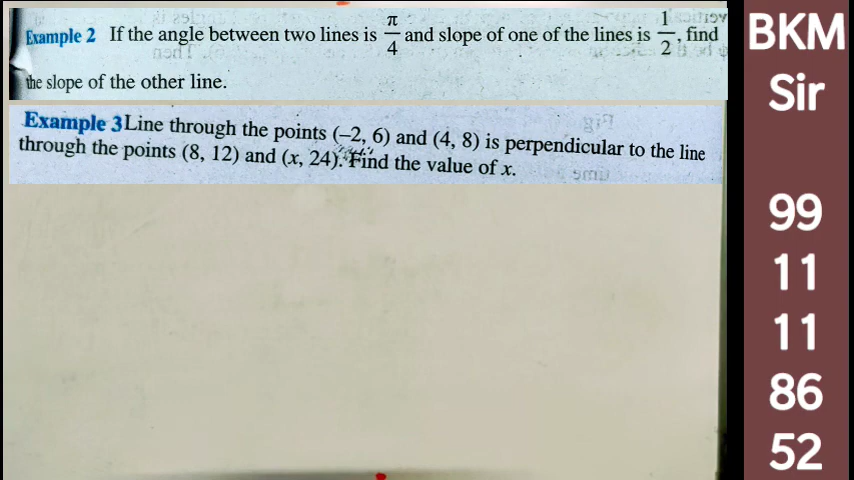 Example 2 If the angle between two lines is π/4 and slope of one of the lines is 1/2, find
the slope of the other line.
Example 3 Line through the points (–2, 6) and (4, 8) is perpendicular to the line
through the points (8, 12) and (x, 24). Find the value of x.
BKM
Sir
99
11
11
86
52